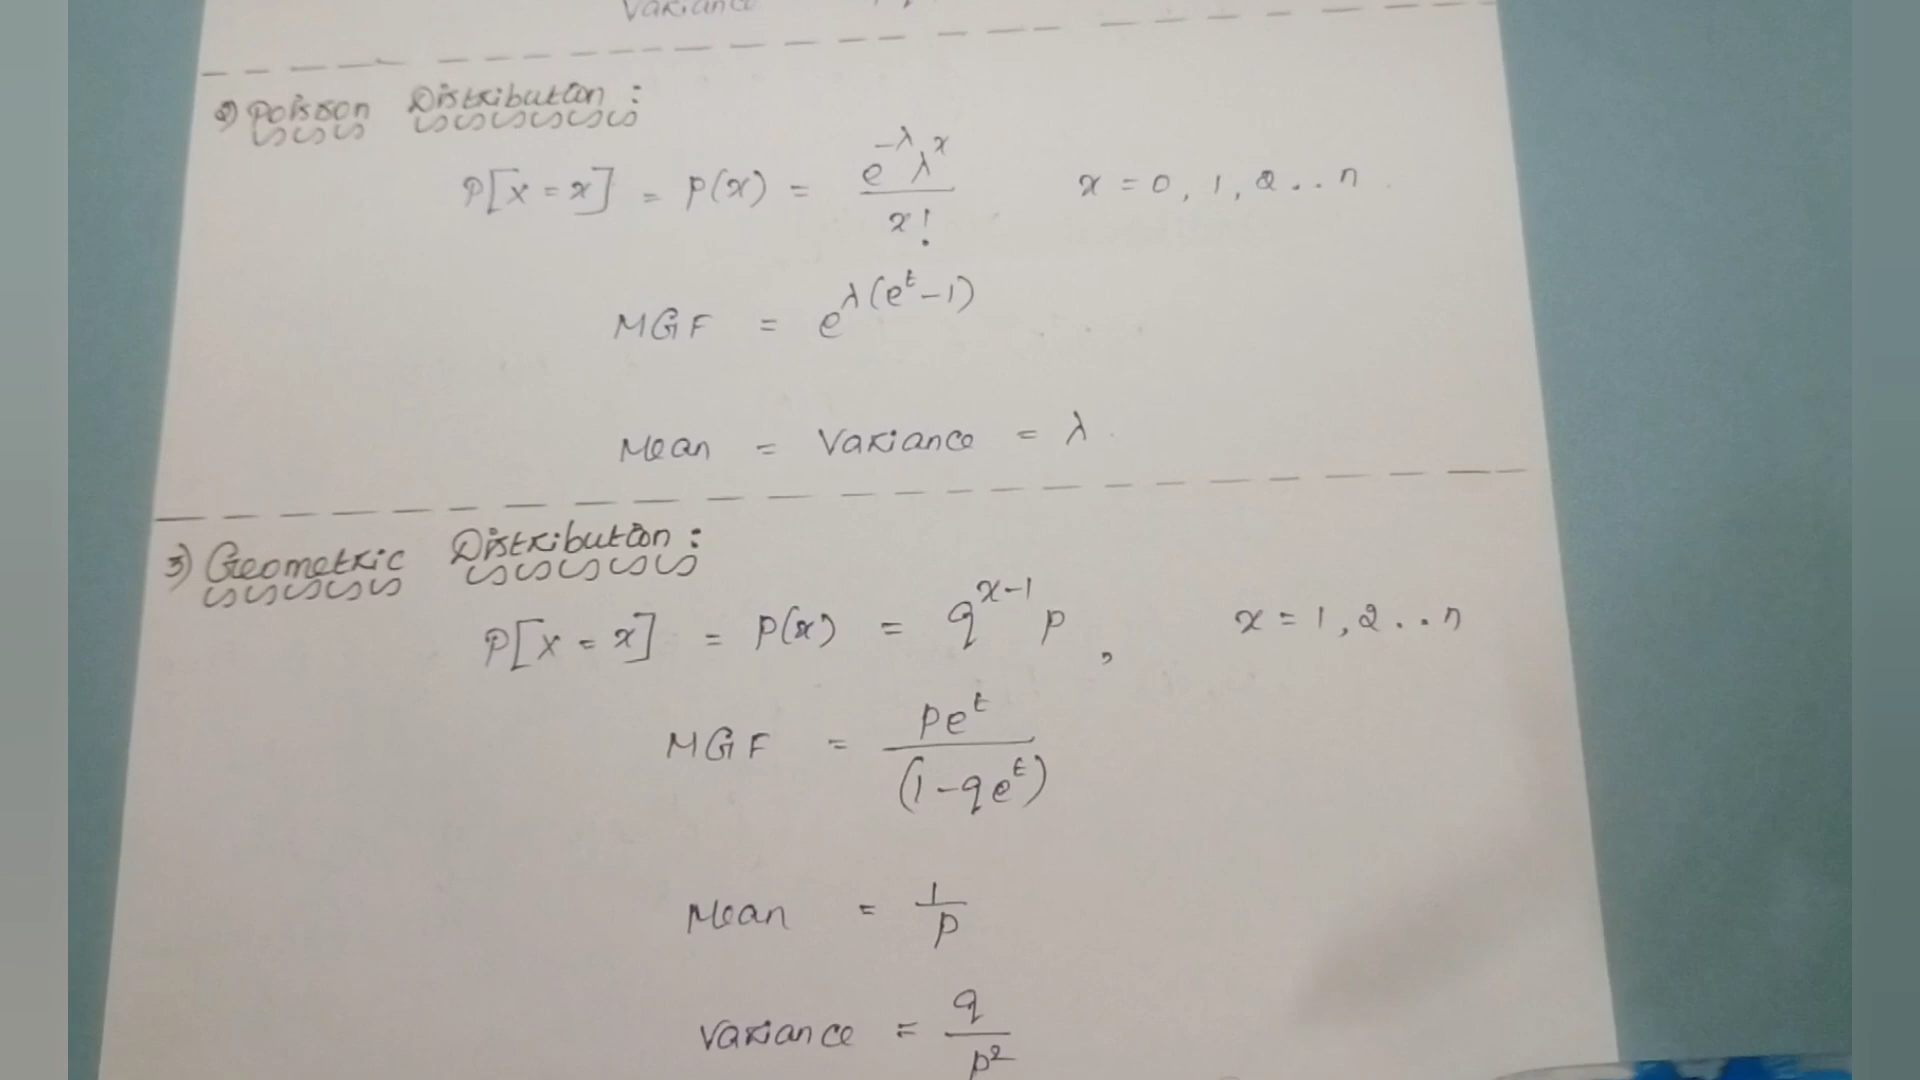 Variance
2) Poisson Distribution :
P[X = x] = p(x) = e^{-λ} λ^x / x!   x = 0, 1, 2 .. n
MGF = e^{λ(e^t - 1)}
Mean = Variance = λ
3) Geometric Distribution :
P[X = x] = p(x) = q^{x-1} p ,   x = 1, 2 .. n
MGF = pe^t / (1 - qe^t)
Mean = 1/p
Variance = q/p^2